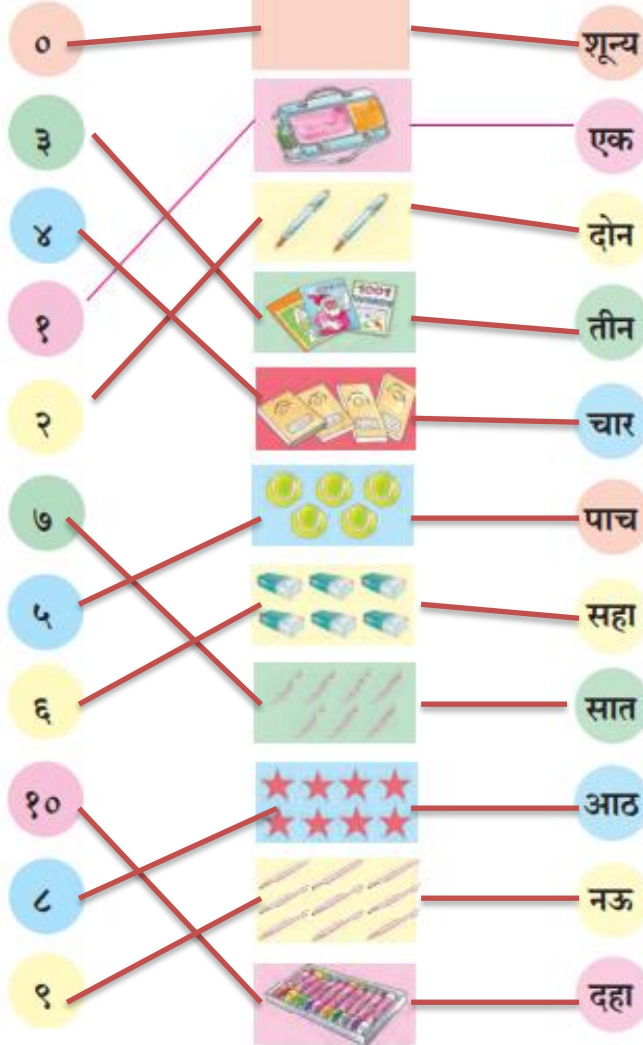 ० शून्य
३ एक
४ दोन
१ तीन
२ चार
७ पाच
५ सहा
६ सात
१० आठ
८ नऊ
९ दहा